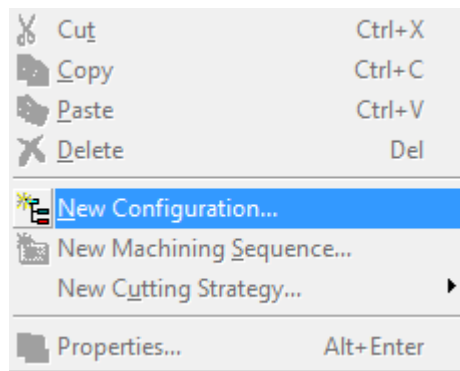 Cut Ctrl+X
Copy Ctrl+C
Paste Ctrl+V
Delete Del
New Configuration...
New Machining Sequence...
New Cutting Strategy...
Properties... Alt+Enter